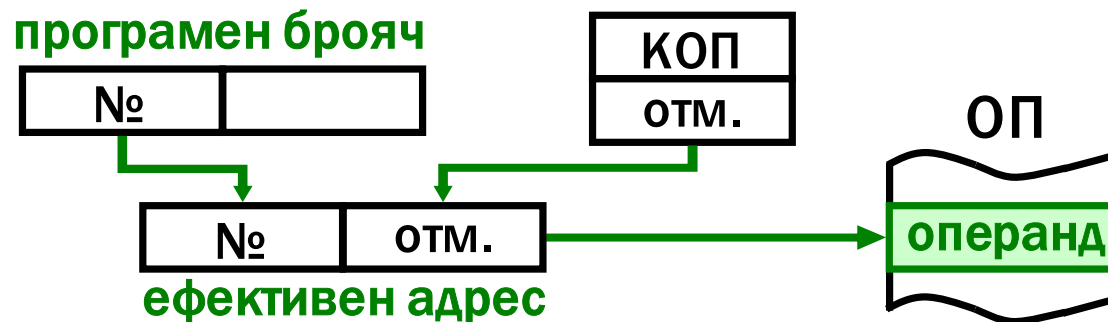 програмен брояч
№
КОП
отм.
ОП
№ отм.
операнд
ефективен адрес